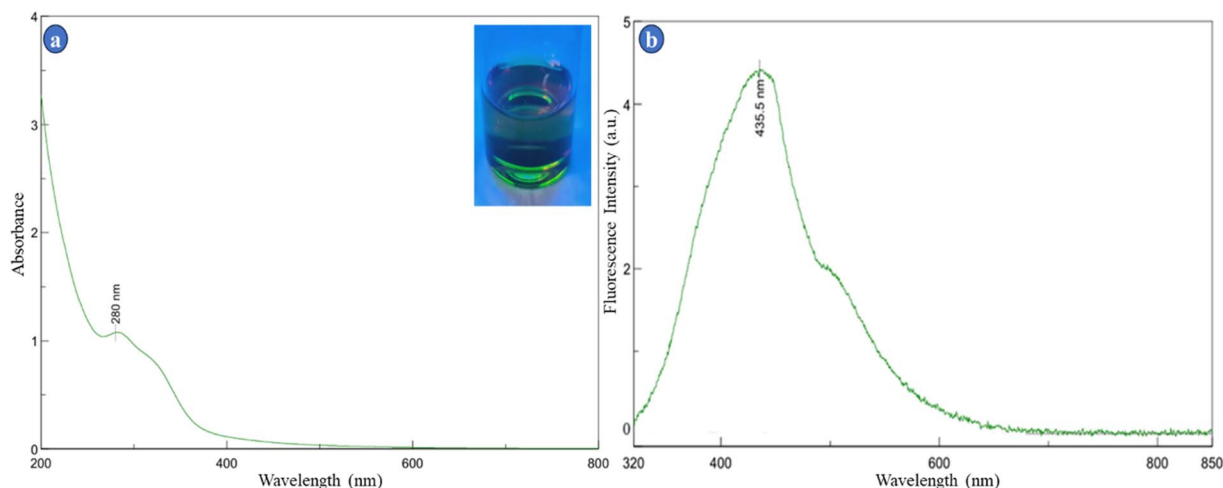 a
4
3
2
1
0
Absorbance
280 nm
200
400
600
800
Wavelength (nm)
b
5
4
2
0
Fluorescence Intensity (a.u.)
435.5 nm
320
400
600
800
850
Wavelength (nm)